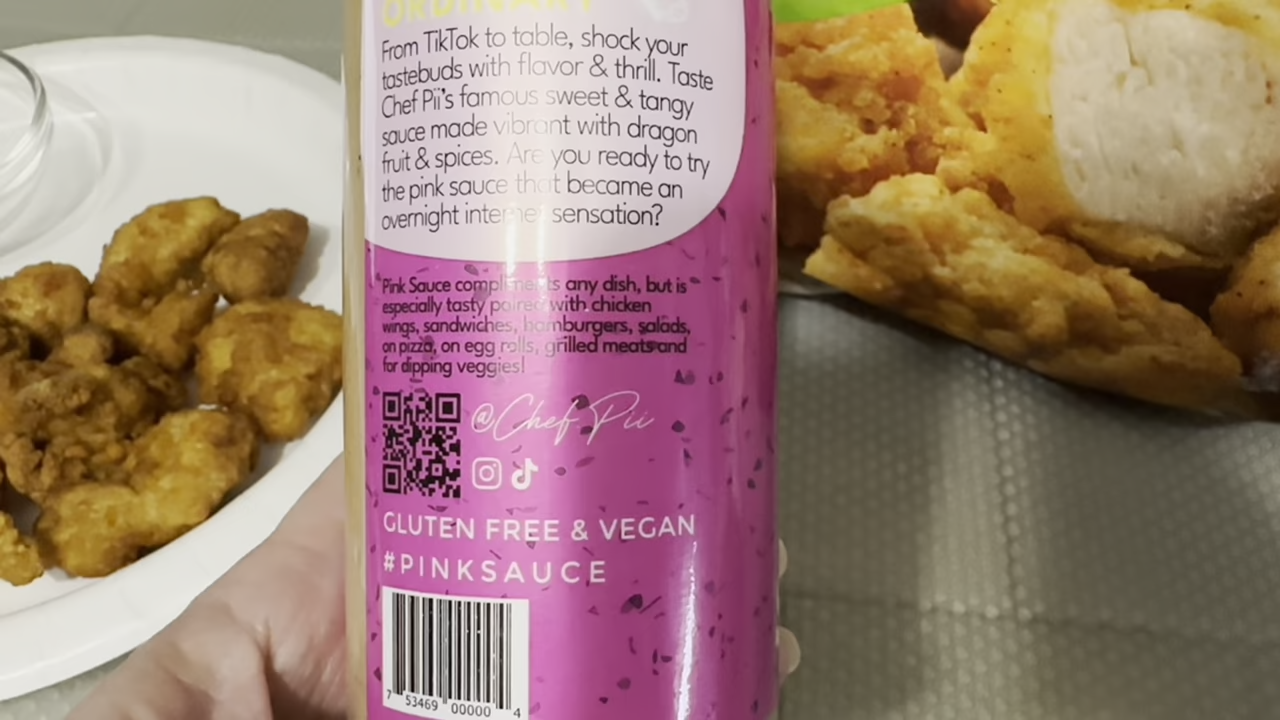 ORDINARY
From TikTok to table, shock your
tastebuds with flavor & thrill. Taste
Chef Pii's famous sweet & tangy
sauce made vibrant with dragon
fruit & spices. Are you ready to try
the pink sauce that became an
overnight internet sensation?
Pink Sauce compliments any dish, but is
especially tasty paired with chicken
wings, sandwiches, hamburgers, salads,
on pizza, on egg rolls, grilled meats and
for dipping veggies!
@Chef Pii
GLUTEN FREE & VEGAN
#PINKSAUCE
7 53469 00000 4